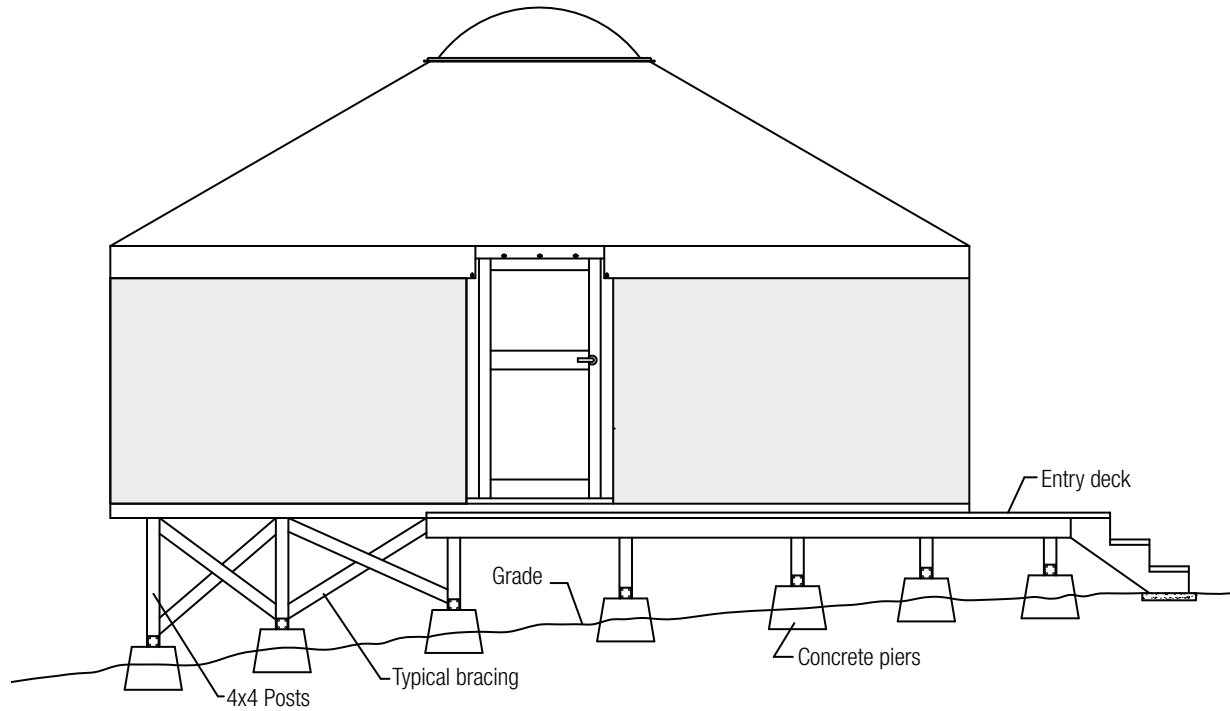 Entry deck
Grade
Concrete piers
Typical bracing
4x4 Posts